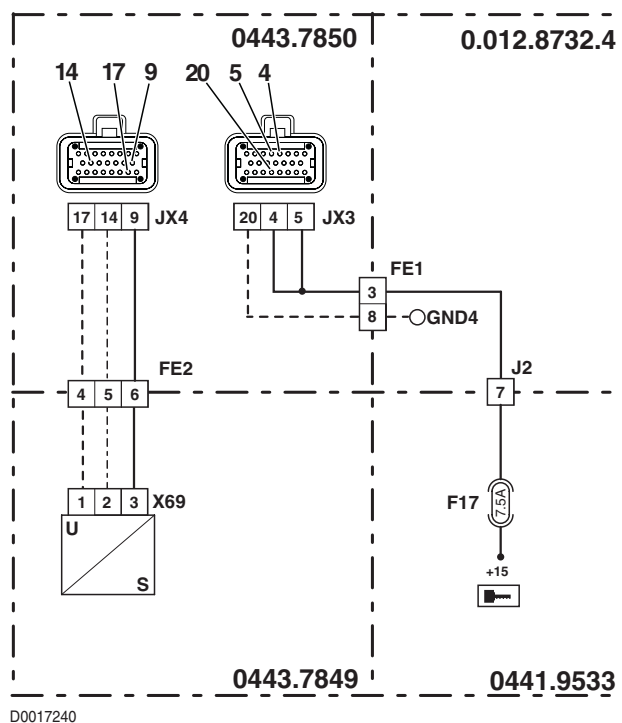 0443.7850
0.012.8732.4
14 17 9
20 5 4
17 14 9 JX4
20 4 5 JX3
FE1
3
8 GND4
FE2
J2
4 5 6
7
1 2 3 X69
U
S
F17
7.5A
+15
0443.7849
0441.9533
D0017240